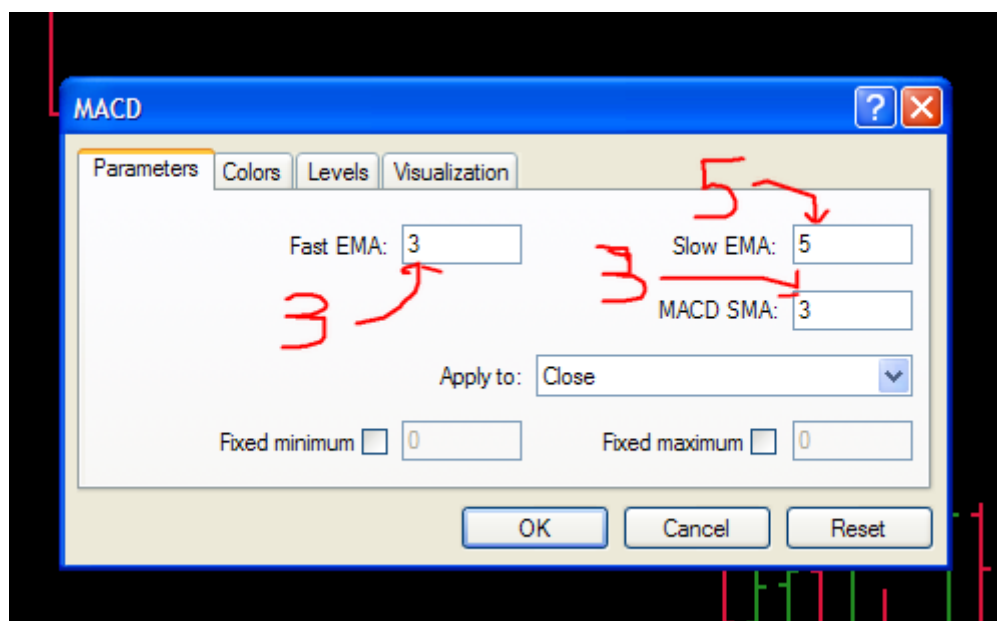 MACD
Parameters Colors Levels Visualization
5
Fast EMA: 3 Slow EMA: 5
3 3
MACD SMA: 3
Apply to: Close
Fixed minimum 0 Fixed maximum 0
OK Cancel Reset